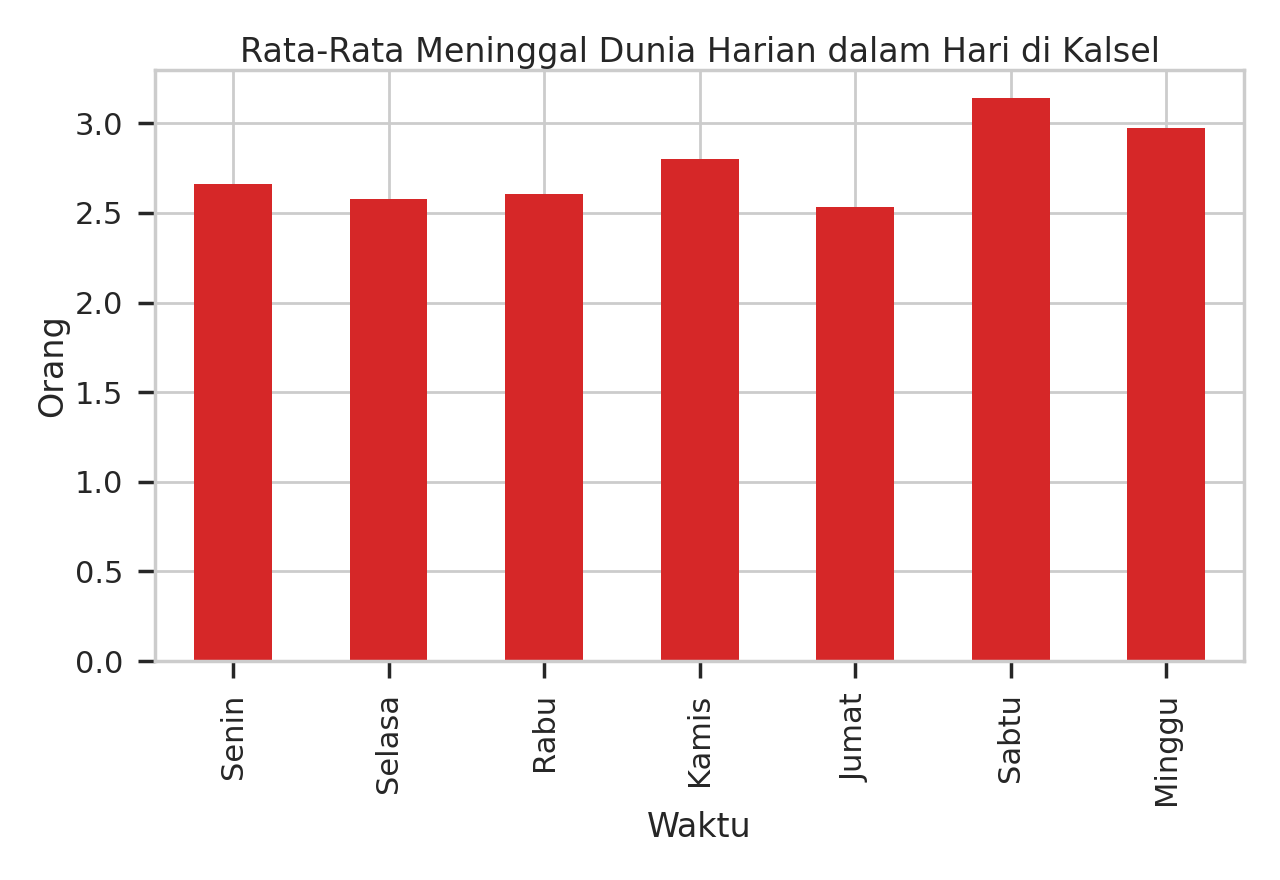 Rata-Rata Meninggal Dunia Harian dalam Hari di Kalsel
Orang
3.0
2.5
2.0
1.5
1.0
0.5
0.0
Senin
Selasa
Rabu
Kamis
Jumat
Sabtu
Minggu
Waktu